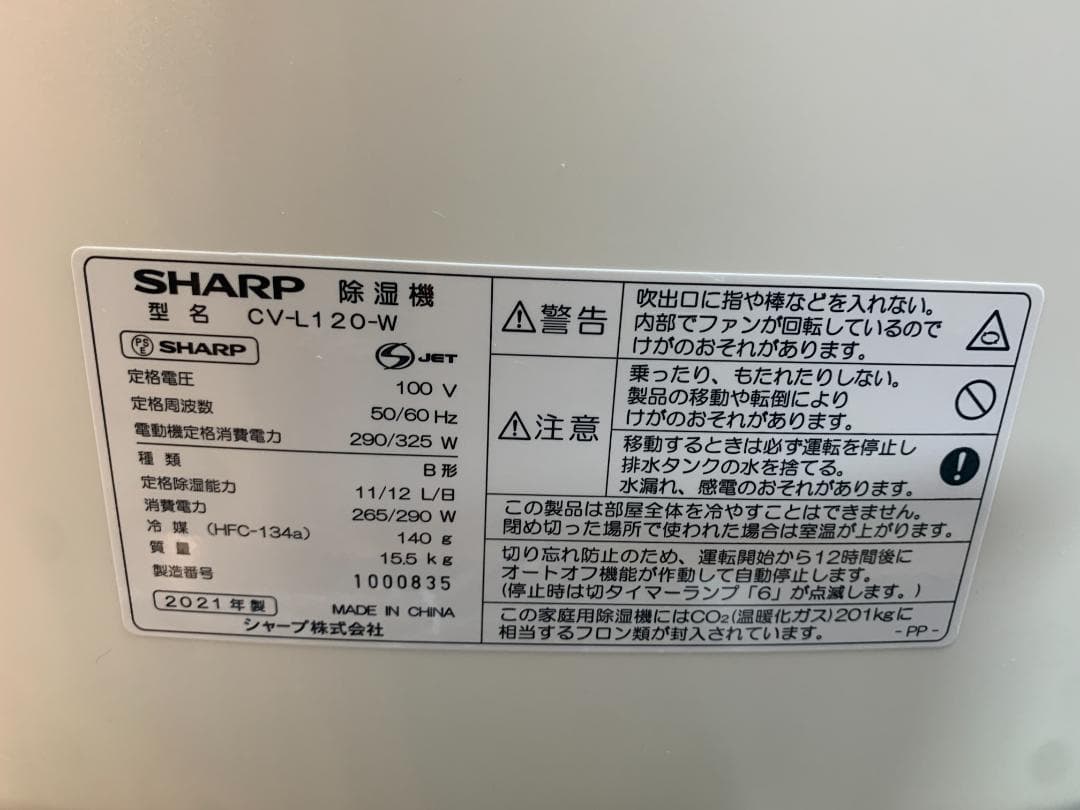 SHARP 除湿機
型名 CV-L120-W
PS E SHARP JET
定格電圧 100 V
定格周波数 50/60 Hz
電動機定格消費電力 290/325 W
種類 B形
定格除湿能力 11/12 L/日
消費電力 265/290 W
冷媒 (HFC-134a) 140 g
質量 15.5 kg
製造番号 1000835
2021年製 MADE IN CHINA
シャープ株式会社
⚠警告
吹出口に指や棒などを入れない。
内部でファンが回転しているので
けがのおそれがあります。
⚠注意
乗ったり、もたれたりしない。
製品の移動や転倒により
けがのおそれがあります。
移動するときは必ず運転を停止し
排水タンクの水を捨てる。
水漏れ、感電のおそれがあります。
この製品は部屋全体を冷やすことはできません。
閉め切った場所で使われた場合は室温が上がります。
切り忘れ防止のため、運転開始から12時間後に
オートオフ機能が作動して自動停止します。
(停止時は切タイマーランプ「6」が点滅します。)
この家庭用除湿機にはCO₂(温暖化ガス)201kgに
相当するフロン類が封入されています。 -PP-